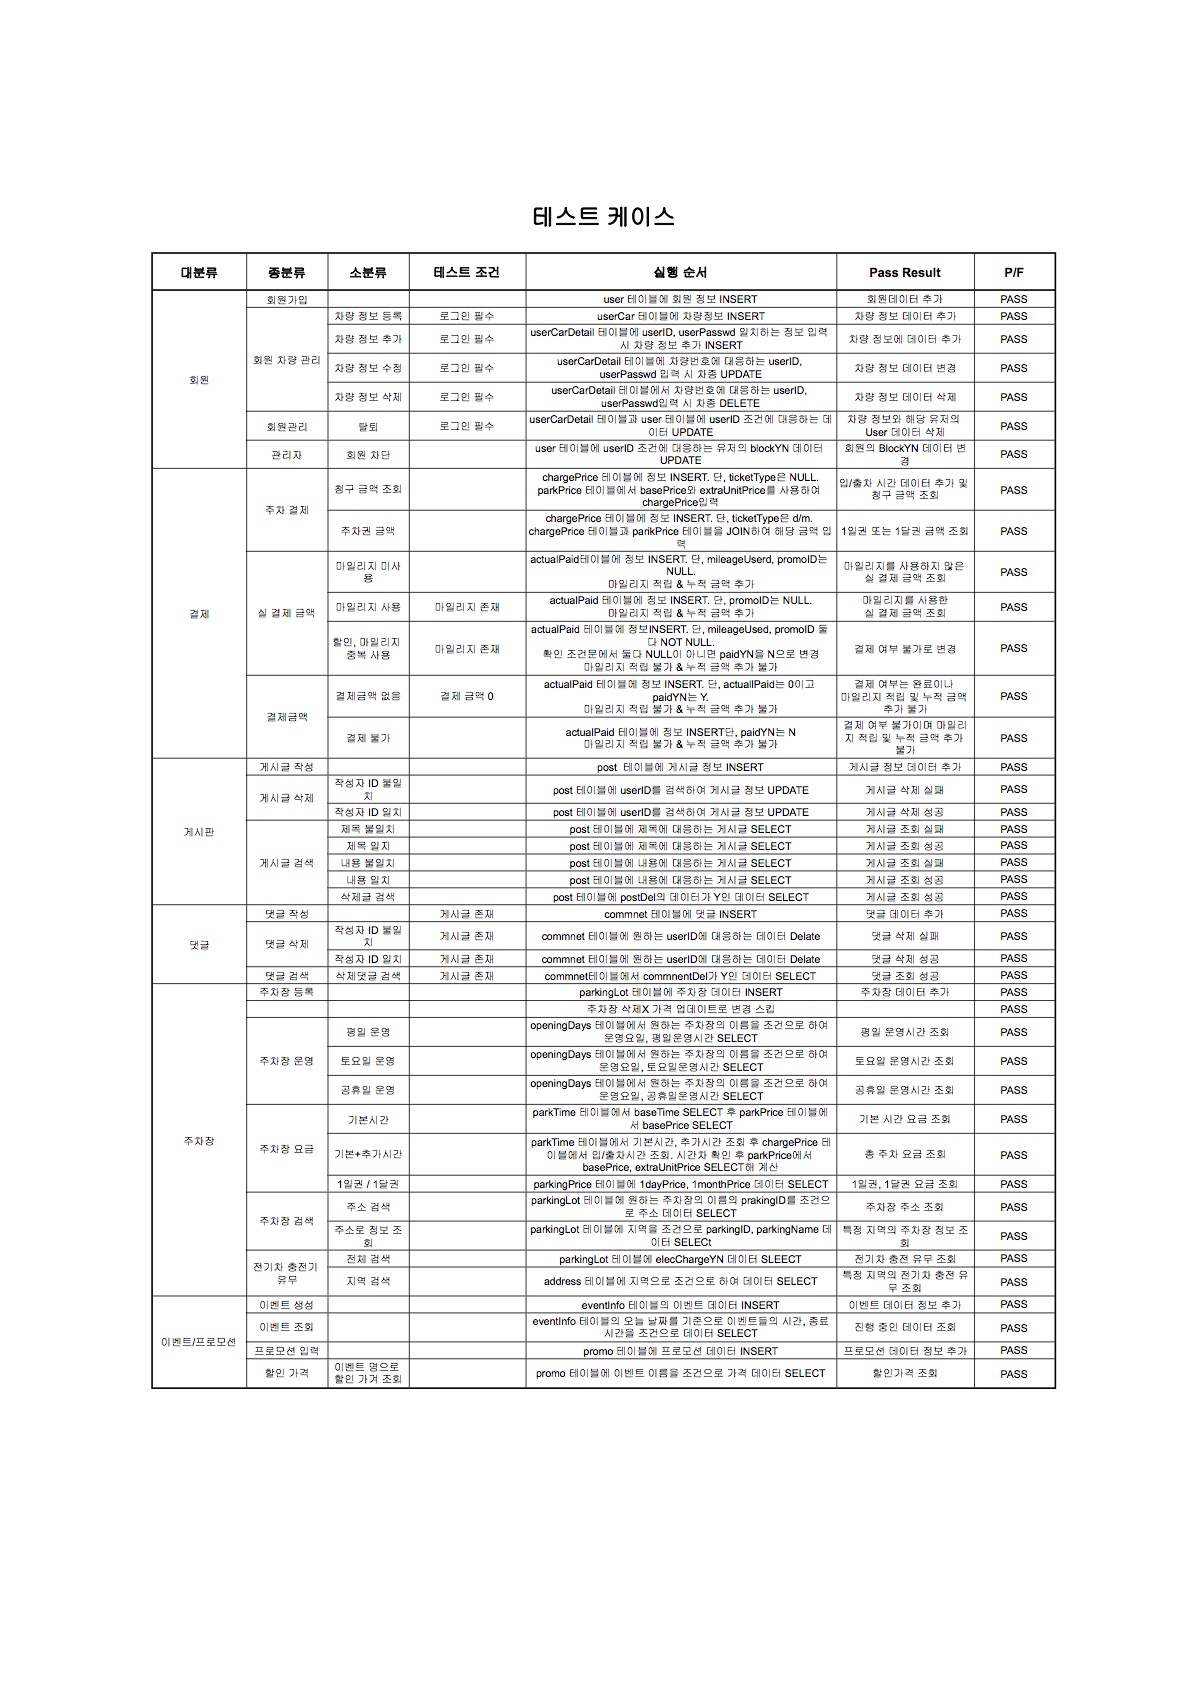 테스트 케이스
대분류 종분류 소분류 테스트 조건 실행 순서 Pass Result P/F
회원
회원가입 user 테이블에 회원 정보 INSERT 회원데이터 추가 PASS
회원 차량 관리
차량 정보 등록 로그인 필수 userCar 테이블에 차량정보 INSERT 차량 정보 데이터 추가 PASS
차량 정보 추가 로그인 필수 userCarDetail 테이블에 userID, userPasswd 일치하는 정보 입력
시 차량 정보 추가 INSERT 차량 정보에 데이터 추가 PASS
차량 정보 수정 로그인 필수 userCarDetail 테이블에 차량번호에 대응하는 userID,
userPasswd 입력 시 차종 UPDATE 차량 정보 데이터 변경 PASS
차량 정보 삭제 로그인 필수 userCarDetail 테이블에서 차량번호에 대응하는 userID,
userPasswd입력 시 차종 DELETE 차량 정보 데이터 삭제 PASS
회원관리 탈퇴 로그인 필수 userCarDetail 테이블과 user 테이블에 userID 조건에 대응하는 데
이터 UPDATE 차량 정보와 해당 유저의
User 데이터 삭제 PASS
관리자 회원 차단 user 테이블에 userID 조건에 대응하는 유저의 blockYN 데이터
UPDATE 회원의 BlockYN 데이터 변
경 PASS
결제
주차 결제
청구 금액 조회 chargePrice 테이블에 정보 INSERT. 단, ticketType은 NULL.
parkPrice 테이블에서 basePrice와 extraUnitPrice를 사용하여
chargePrice입력 입/출차 시간 데이터 추가 및
청구 금액 조회 PASS
주차권 금액 chargePrice 테이블에 정보 INSERT. 단, ticketType은 d/m.
chargePrice 테이블과 parikPrice 테이블을 JOIN하여 해당 금액 입
력 1일권 또는 1달권 금액 조회 PASS
실 결제 금액
마일리지 미사
용 actualPaid테이블에 정보 INSERT. 단, mileageUserd, promoID는
NULL.
마일리지 적립 & 누적 금액 추가 마일리지를 사용하지 않은
실 결제 금액 조회 PASS
마일리지 사용 마일리지 존재 actualPaid 테이블에 정보 INSERT. 단, promoID는 NULL.
마일리지 적립 & 누적 금액 추가 마일리지를 사용한
실 결제 금액 조회 PASS
할인, 마일리지
중복 사용 마일리지 존재 actualPaid 테이블에 정보INSERT. 단, mileageUsed, promoID 둘
다 NOT NULL.
확인 조건문에서 둘다 NULL이 아니면 paidYN을 N으로 변경
마일리지 적립 불가 & 누적 금액 추가 불가 결제 여부 불가로 변경 PASS
결제금액
결제금액 없음 결제 금액 0 actualPaid 테이블에 정보 INSERT. 단, actuallPaid는 0이고
paidYN는 Y.
마일리지 적립 불가 & 누적 금액 추가 불가 결제 여부는 완료이나
마일리지 적립 및 누적 금액
추가 불가 PASS
결제 불가 actualPaid 테이블에 정보 INSERT단, paidYN는 N
마일리지 적립 불가 & 누적 금액 추가 불가 결제 여부 불가이며 마일리
지 적립 및 누적 금액 추가
불가 PASS
게시판
게시글 작성 post 테이블에 게시글 정보 INSERT 게시글 정보 데이터 추가 PASS
게시글 삭제
작성자 ID 불일
치 post 테이블에 userID를 검색하여 게시글 정보 UPDATE 게시글 삭제 실패 PASS
작성자 ID 일치 post 테이블에 userID를 검색하여 게시글 정보 UPDATE 게시글 삭제 성공 PASS
게시글 검색
제목 불일치 post 테이블에 제목에 대응하는 게시글 SELECT 게시글 조회 실패 PASS
제목 일지 post 테이블에 제목에 대응하는 게시글 SELECT 게시글 조회 성공 PASS
내용 불일치 post 테이블에 내용에 대응하는 게시글 SELECT 게시글 조회 실패 PASS
내용 일치 post 테이블에 내용에 대응하는 게시글 SELECT 게시글 조회 성공 PASS
삭제글 검색 post 테이블에 postDel의 데이터가 Y인 데이터 SELECT 게시글 조회 성공 PASS
댓글
댓글 작성 게시글 존재 commnet 테이블에 댓글 INSERT 댓글 데이터 추가 PASS
댓글 삭제
작성자 ID 불일
치 게시글 존재 commnet 테이블에 원하는 userID에 대응하는 데이터 Delate 댓글 삭제 실패 PASS
작성자 ID 일치 게시글 존재 commnet 테이블에 원하는 userID에 대응하는 데이터 Delate 댓글 삭제 성공 PASS
댓글 검색 삭제댓글 검색 게시글 존재 commnet테이블에서 commnentDel가 Y인 데이터 SELECT 댓글 조회 성공 PASS
주차장
주차장 등록 parkingLot 테이블에 주차장 데이터 INSERT 주차장 데이터 추가 PASS
주차장 삭제X 가격 업데이트로 변경 스킵 PASS
주차장 운영
평일 운영 openingDays 테이블에서 원하는 주차장의 이름을 조건으로 하여
운영요일, 평일운영시간 SELECT 평일 운영시간 조회 PASS
토요일 운영 openingDays 테이블에서 원하는 주차장의 이름을 조건으로 하여
운영요일, 토요일운영시간 SELECT 토요일 운영시간 조회 PASS
공휴일 운영 openingDays 테이블에서 원하는 주차장의 이름을 조건으로 하여
운영요일, 공휴일운영시간 SELECT 공휴일 운영시간 조회 PASS
주차장 요금
기본시간 parkTime 테이블에서 baseTime SELECT 후 parkPrice 테이블에
서 basePrice SELECT 기본 시간 요금 조회 PASS
기본+추가시간 parkTime 테이블에서 기본시간, 추가시간 조회 후 chargePrice 테
이블에서 입/출차시간 조회. 시간차 확인 후 parkPrice에서
basePrice, extraUnitPrice SELECT해 계산 총 주차 요금 조회 PASS
1일권 / 1달권 parkingPrice 테이블에 1dayPrice, 1monthPrice 데이터 SELECT 1일권, 1달권 요금 조회 PASS
주차장 검색
주소 검색 parkingLot 테이블에 원하는 주차장의 이름의 prakingID를 조건으
로 주소 데이터 SELECT 주차장 주소 조회 PASS
주소로 정보 조
회 parkingLot 테이블에 지역을 조건으로 parkingID, parkingName 데
이터 SELECt 특정 지역의 주차장 정보 조
회 PASS
전기차 충전기
유무
전체 검색 parkingLot 테이블에 elecChargeYN 데이터 SLEECT 전기차 충전 유무 조회 PASS
지역 검색 address 테이블에 지역으로 조건으로 하여 데이터 SELECT 특정 지역의 전기차 충전 유
무 조회 PASS
이벤트/프로모션
이벤트 생성 eventInfo 테이블의 이벤트 데이터 INSERT 이벤트 데이터 정보 추가 PASS
이벤트 조회 eventInfo 테이블의 오늘 날짜를 기준으로 이벤트들의 시간, 종료
시간을 조건으로 데이터 SELECT 진행 중인 데이터 조회 PASS
프로모션 입력 promo 테이블에 프로모션 데이터 INSERT 프로모션 데이터 정보 추가 PASS
할인 가격 이벤트 명으로
할인 가겨 조회 promo 테이블에 이벤트 이름을 조건으로 가격 데이터 SELECT 할인가격 조회 PASS